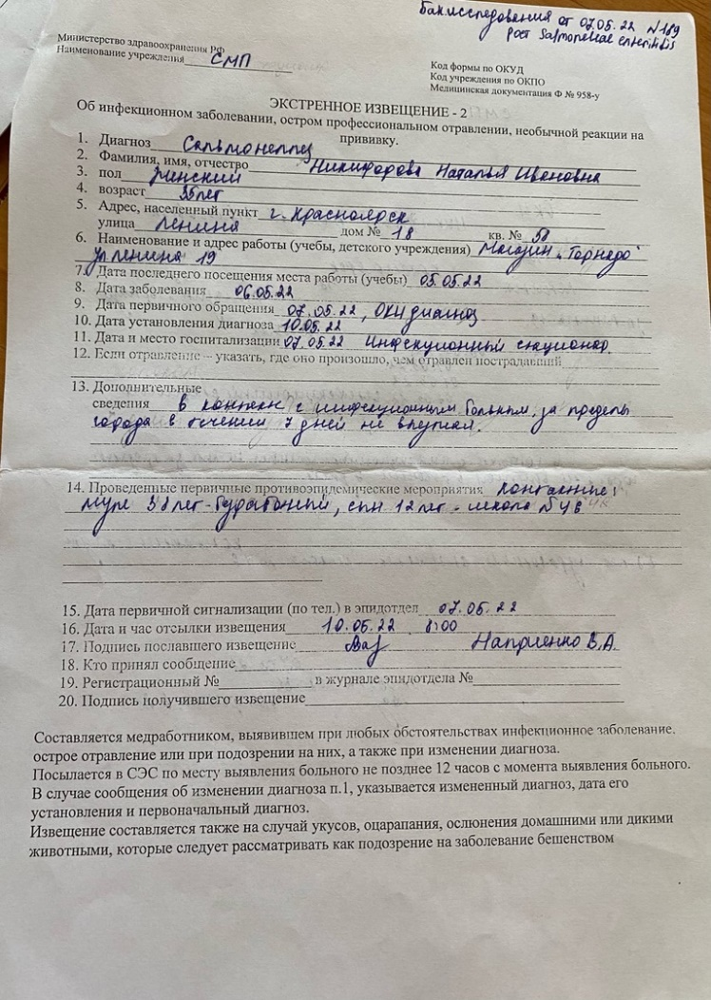 Бакисследования от 07.05.22 №189
рост Salmonellae enteritidis
Министерство здравоохранения РФ
Наименование учреждения СМП
Код формы по ОКУД
Код учреждения по ОКПО
Медицинская документация Ф № 958-у
ЭКСТРЕННОЕ ИЗВЕЩЕНИЕ - 2
Об инфекционном заболевании, остром профессиональном отравлении, необычной реакции на
прививку.
1. Диагноз Сальмонеллез
2. Фамилия, имя, отчество Никифорова Наталья Ивановна
3. пол Женский
4. возраст 35 лет
5. Адрес, населенный пункт г. Красноярск
улица Ленина дом № 18 кв. № 50
6. Наименование и адрес работы (учебы, детского учреждения) Магазин „Торнадо"
ул Ленина 19
7. Дата последнего посещения места работы (учебы) 05.05.22
8. Дата заболевания 06.05.22
9. Дата первичного обращения 07.05.22, ОКИ диагноз
10. Дата установления диагноза 10.05.22
11. Дата и место госпитализации 07.05.22 Инфекционный стационар.
12. Если отравление – указать, где оно произошло, чем отравлен пострадавший
13. Дополнительные
сведения в контакте с инфекционным больным, за пределы
города в течении 7 дней не
14. Проведенные первичные противоэпидемические мероприятия контактные:
муж 38 лет - , сын 12 лет - школа №46
15. Дата первичной сигнализации (по тел.) в эпидотдел 07.05.22
16. Дата и час отсылки извещения 10.05.22 8:00
17. Подпись пославшего извещение Наприенко В.А.
18. Кто принял сообщение
19. Регистрационный № в журнале эпидотдела №
20. Подпись получившего извещение
Составляется медработником, выявившем при любых обстоятельствах инфекционное заболевание.
острое отравление или при подозрении на них, а также при изменении диагноза.
Посылается в СЭС по месту выявления больного не позднее 12 часов с момента выявления больного.
В случае сообщения об изменении диагноза п.1, указывается измененный диагноз, дата его
установления и первоначальный диагноз.
Извещение составляется также на случай укусов, оцарапания, ослюнения домашними или дикими
животными, которые следует рассматривать как подозрение на заболевание бешенством